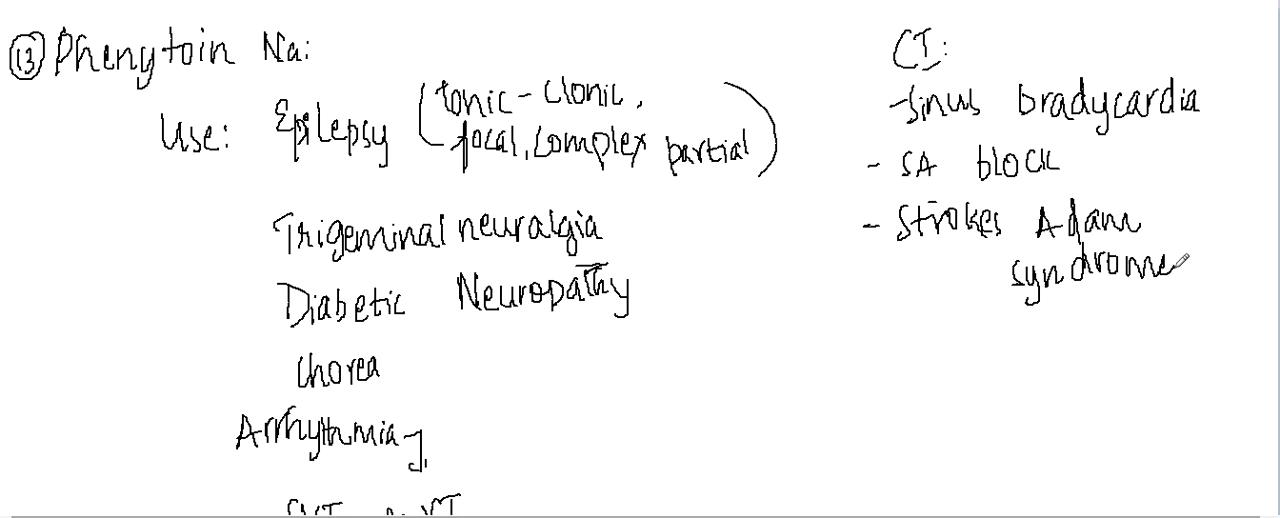 (13) Phenytoin Na:
Use: Epilepsy (tonic-clonic,
focal, complex partial)
Trigeminal neuralgia
Diabetic Neuropathy
Chorea
Arrhythmia
CI:
- Sinus bradycardia
- SA block
- Strokes Adam
syndrome